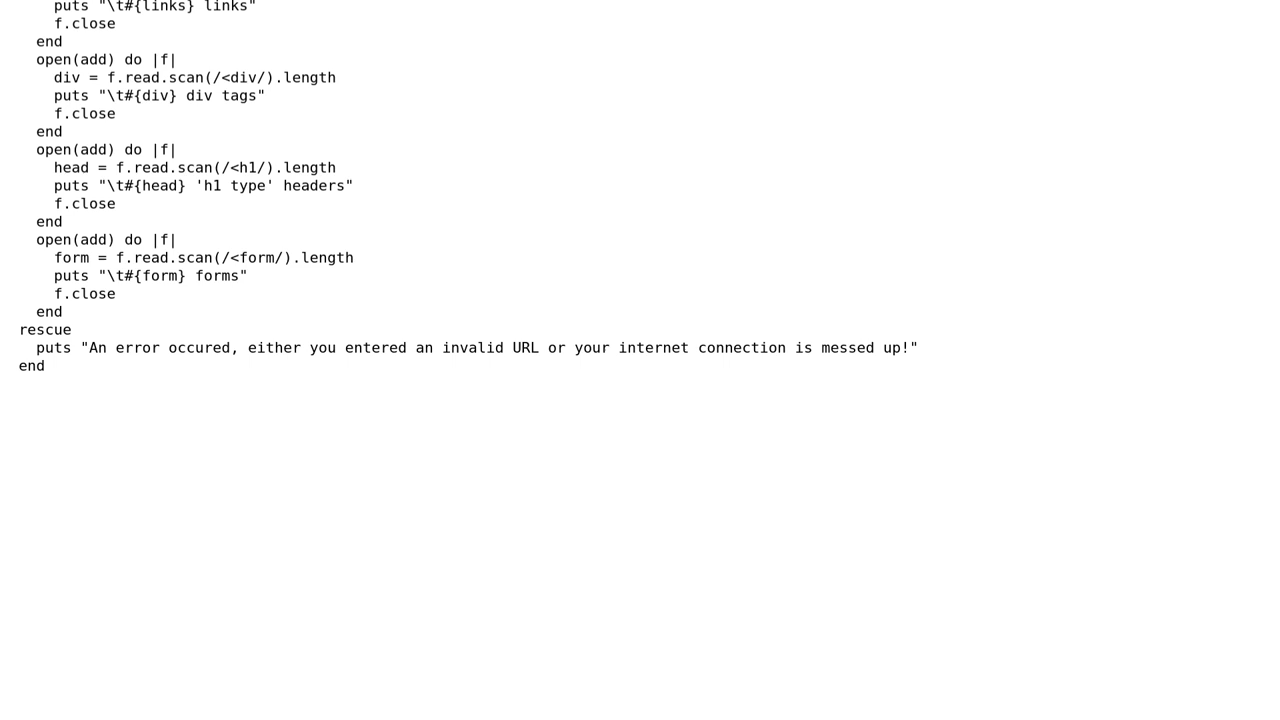 puts "\t#{links} links"
    f.close
  end
  open(add) do |f|
    div = f.read.scan(/<div/).length
    puts "\t#{div} div tags"
    f.close
  end
  open(add) do |f|
    head = f.read.scan(/<h1/).length
    puts "\t#{head} 'h1 type' headers"
    f.close
  end
  open(add) do |f|
    form = f.read.scan(/<form/).length
    puts "\t#{form} forms"
    f.close
  end
rescue
  puts "An error occured, either you entered an invalid URL or your internet connection is messed up!"
end